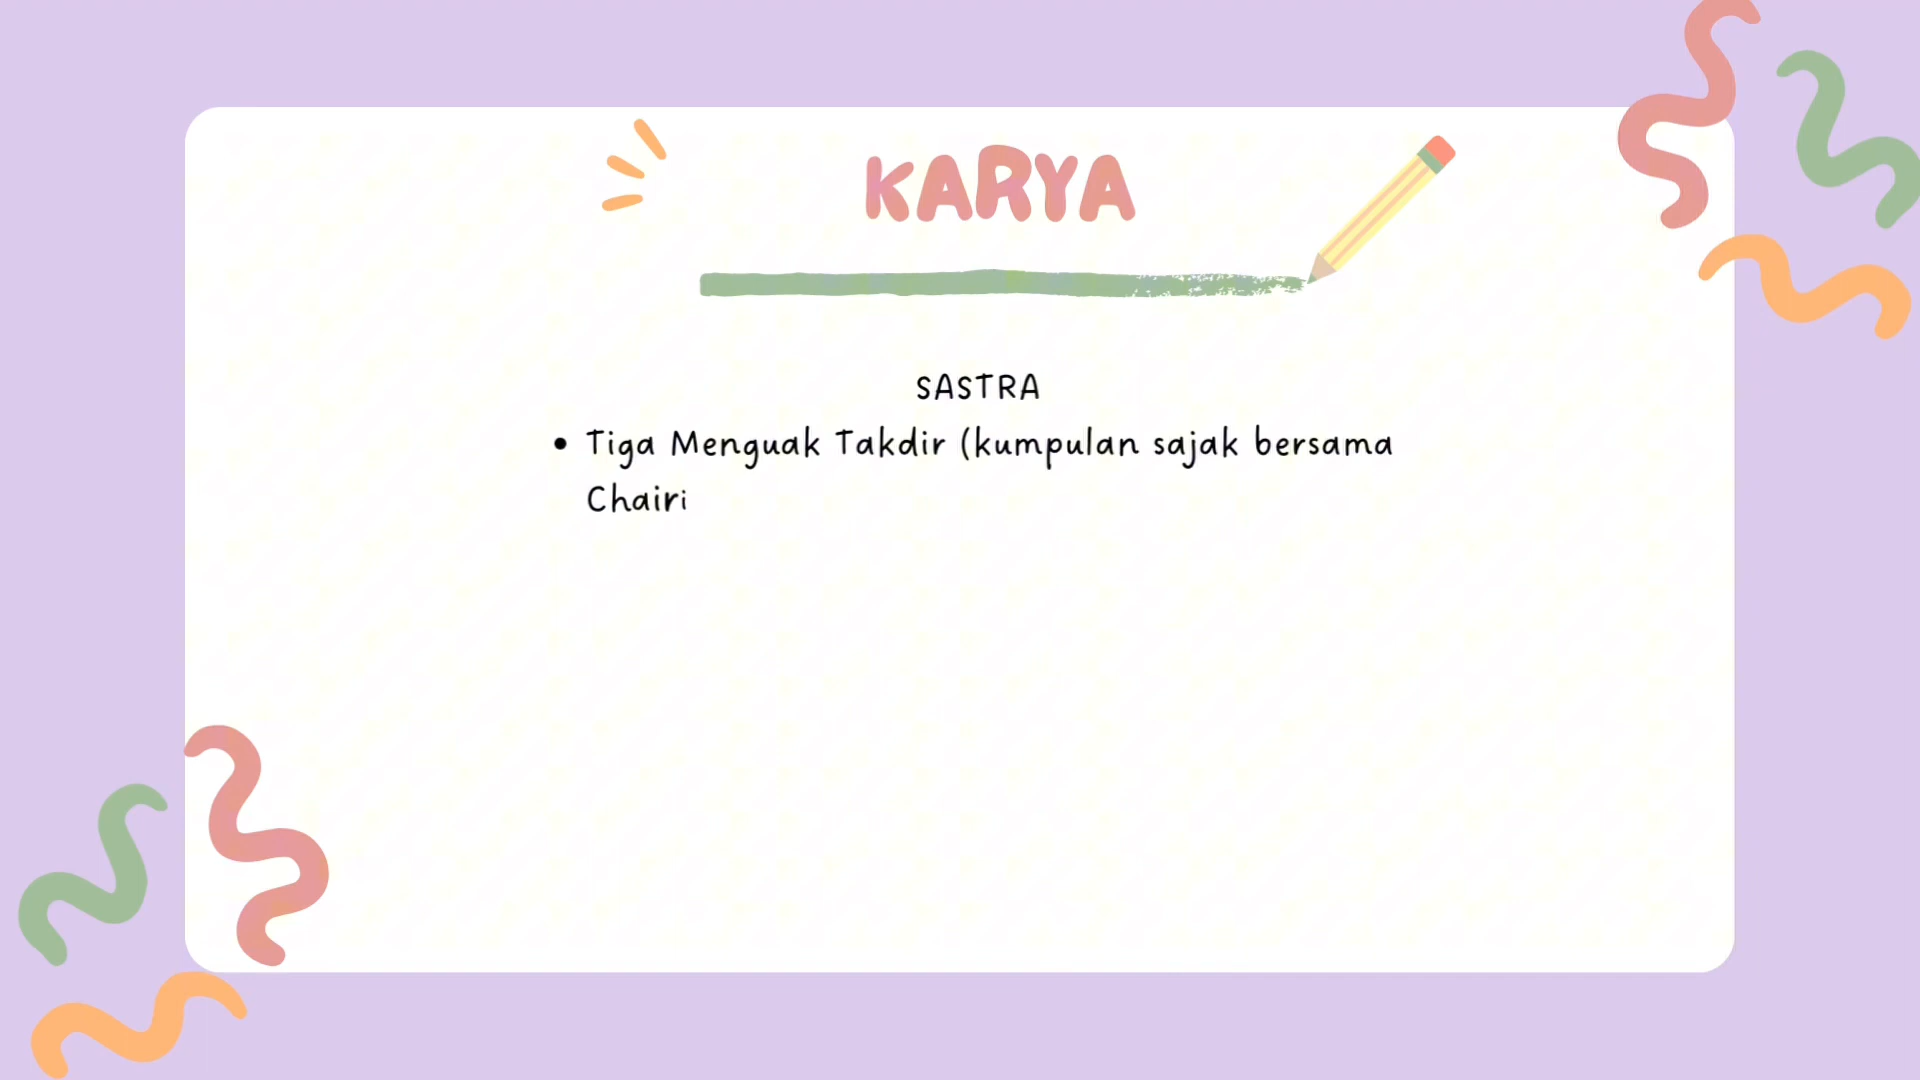 KARYA
SASTRA
• Tiga Menguak Takdir (kumpulan sajak bersama
Chairi